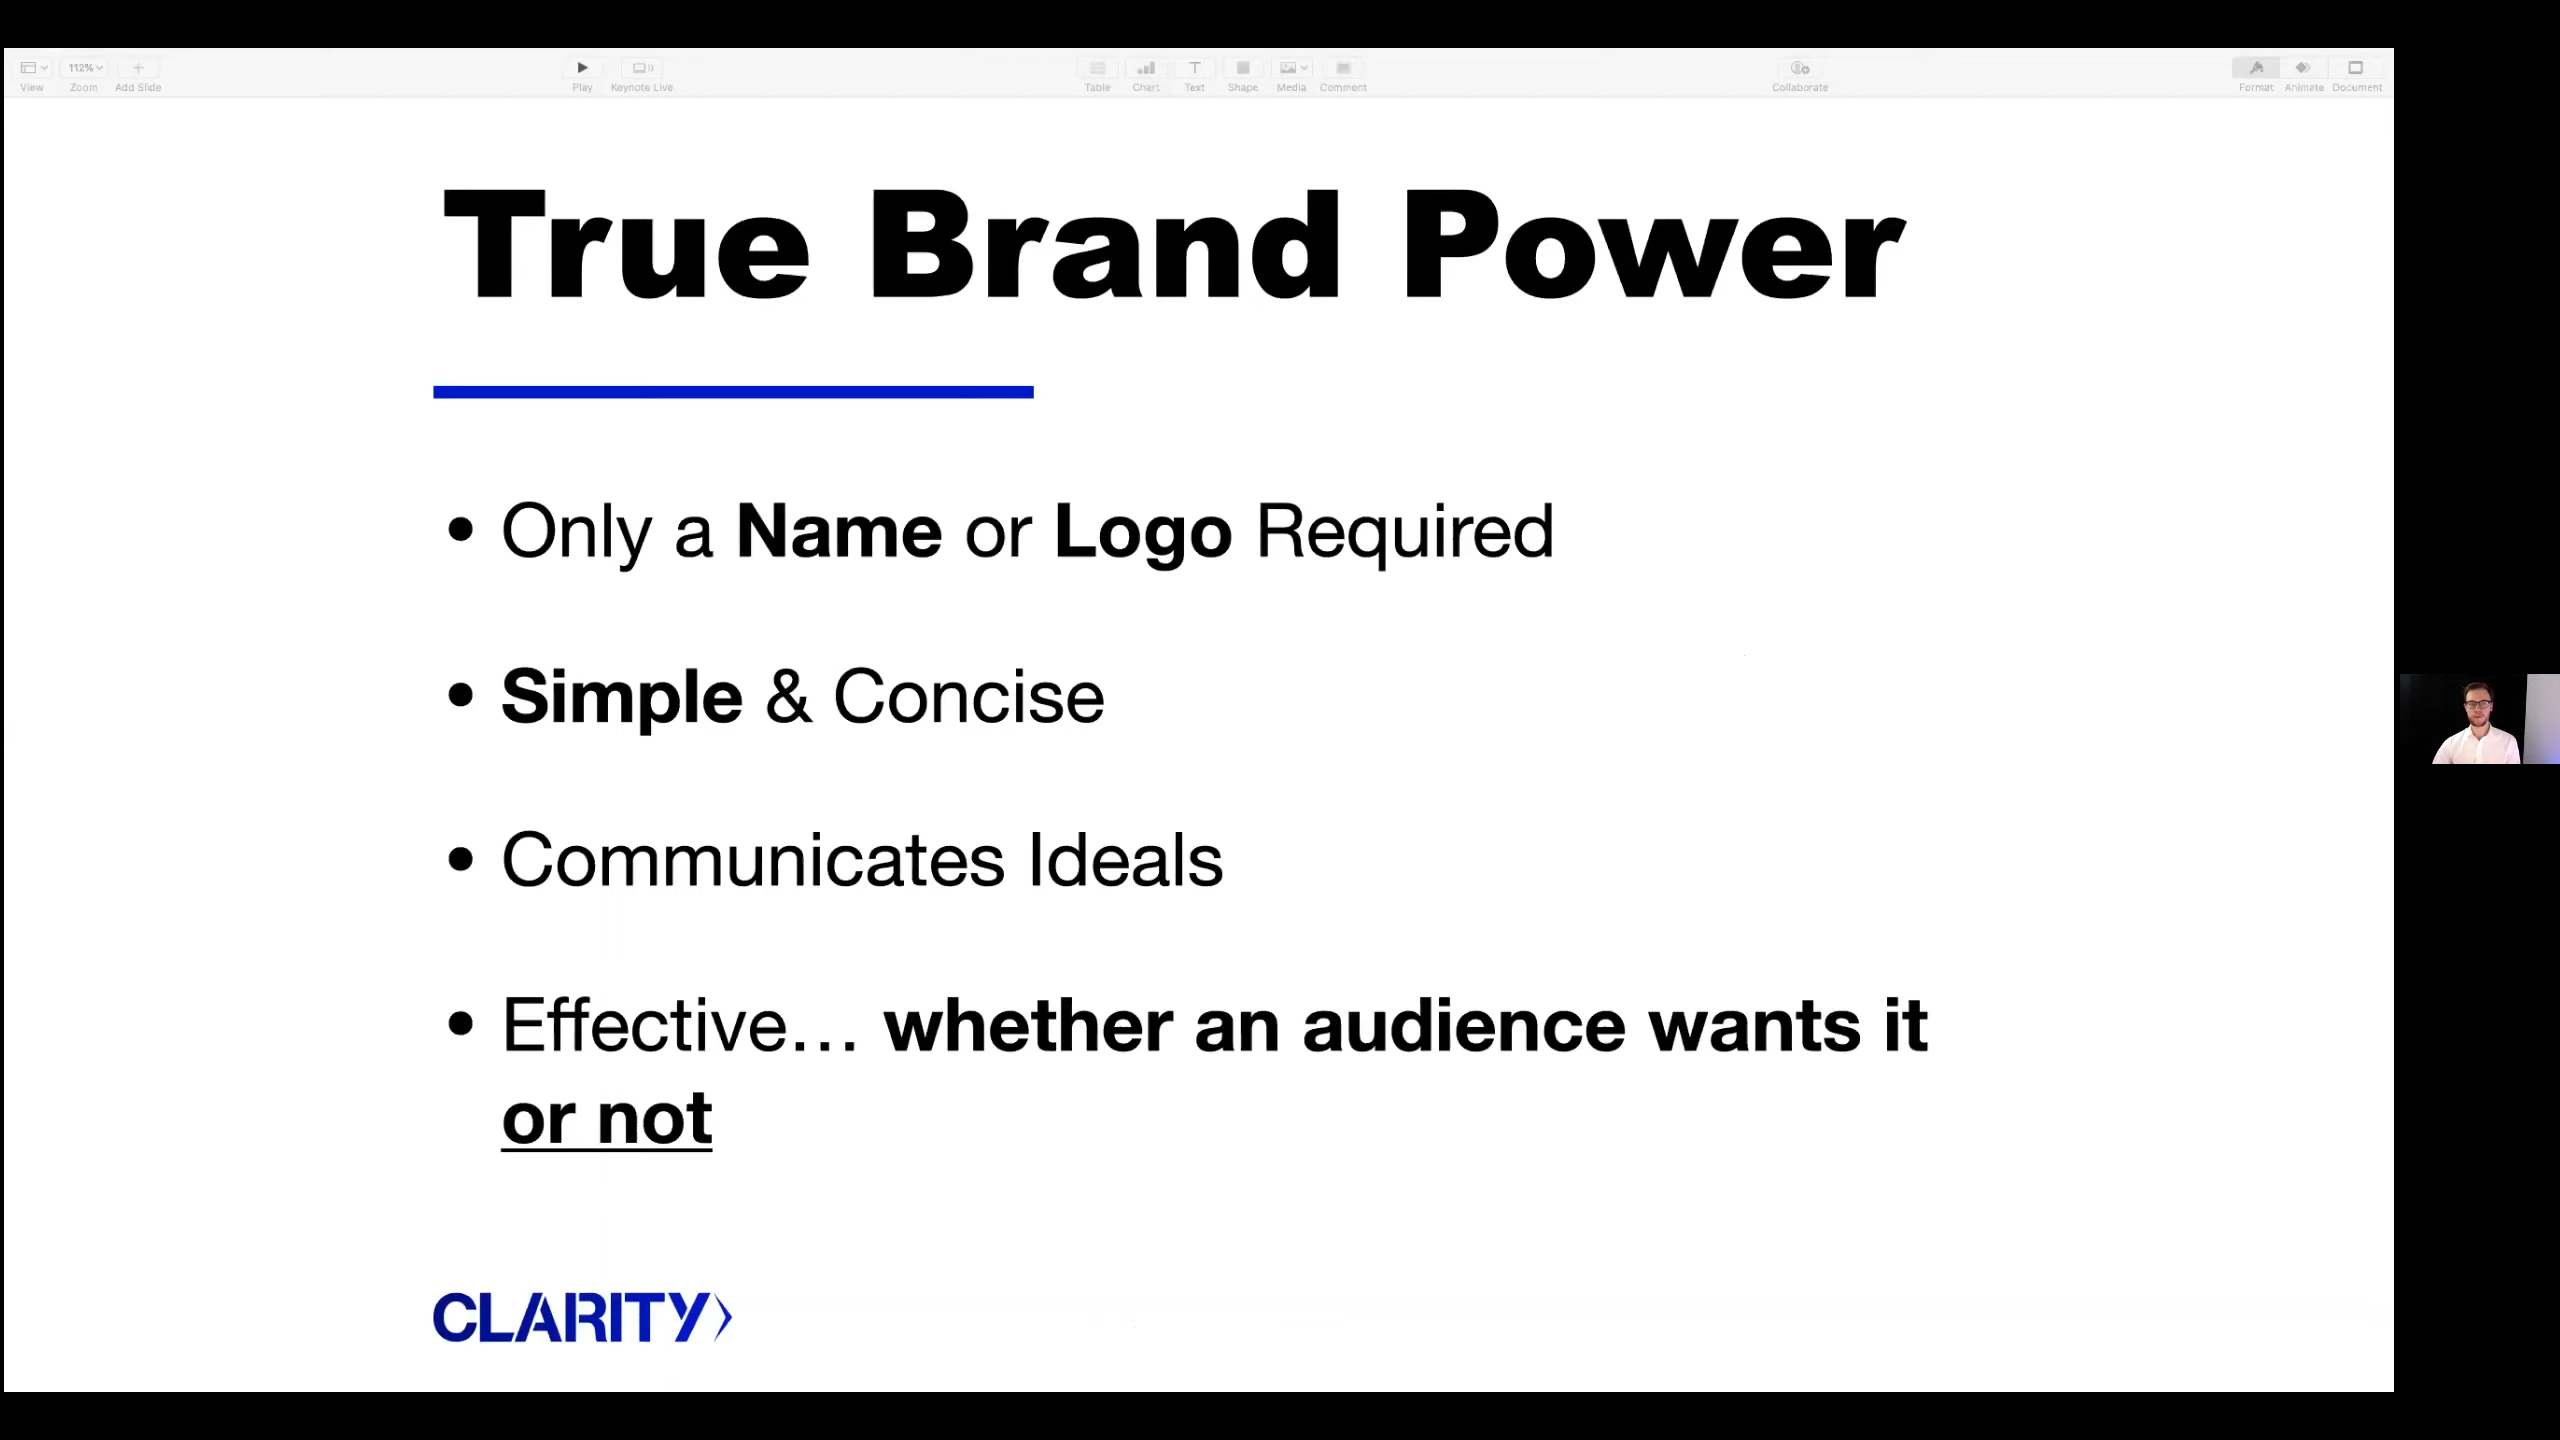 112%
View
Zoom
Add Slide
Play
Keynote Live
Table
Chart
Text
Shape
Media
Comment
Collaborate
Format
Animate
Document
True Brand Power
• Only a Name or Logo Required
• Simple & Concise
• Communicates Ideals
• Effective… whether an audience wants it
or not
CLARITY